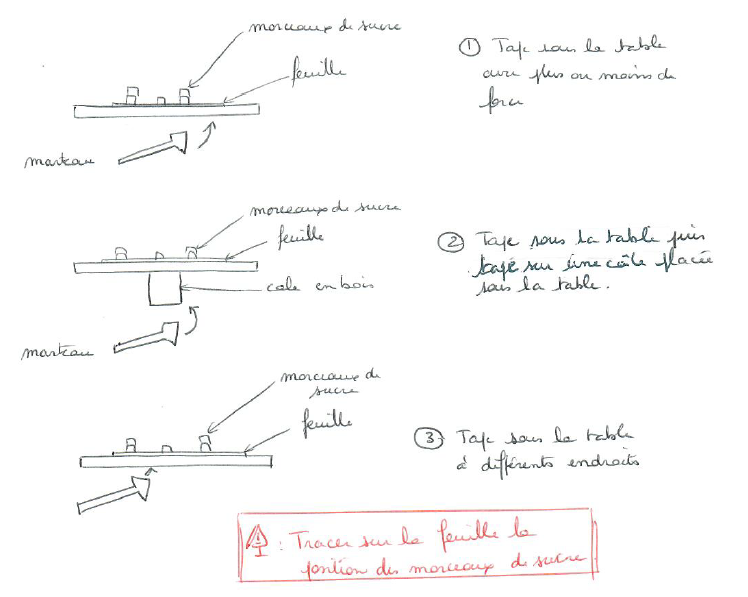 morceaux de sucre
feuille
marteau
① Tape sous la table
avec plus ou moins de
force
morceaux de sucre
feuille
cale en bois
marteau
② Tape sous la table puis
tapé sur une câle placée
sous la table.
morceaux de
sucre
feuille
③ Tape sous la table
à différents endroits
: Tracer sur la feuille la
position des morceaux de sucre